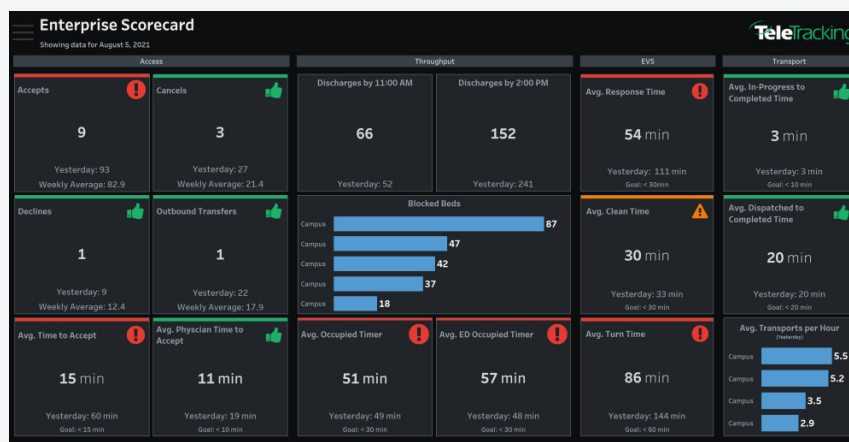 Enterprise Scorecard
Showing data for August 5, 2021
TeleTracking
Access
Throughput
EVS
Transport
Accepts
9
Yesterday: 93
Weekly Average: 82.9
Cancels
3
Yesterday: 27
Weekly Average: 21.4
Discharges by 11:00 AM
66
Yesterday: 52
Discharges by 2:00 PM
152
Yesterday: 241
Avg. Response Time
54 min
Yesterday: 111 min
Goal: < 30min
Avg. In-Progress to
Completed Time
3 min
Yesterday: 3 min
Goal: < 10 min
Declines
1
Yesterday: 9
Weekly Average: 12.4
Outbound Transfers
1
Yesterday: 22
Weekly Average: 17.9
Blocked Beds
Campus 87
Campus 47
Campus 42
Campus 37
Campus 18
Avg. Clean Time
30 min
Yesterday: 33 min
Goal: < 30 min
Avg. Dispatched to
Completed Time
20 min
Yesterday: 20 min
Goal: < 20 min
Avg. Time to Accept
15 min
Yesterday: 60 min
Goal: < 15 min
Avg. Physcian Time to
Accept
11 min
Yesterday: 19 min
Goal: < 10 min
Avg. Occupied Timer
51 min
Yesterday: 49 min
Goal: < 30 min
Avg. ED Occupied Timer
57 min
Yesterday: 48 min
Goal: < 30 min
Avg. Turn Time
86 min
Yesterday: 144 min
Goal: < 60 min
Avg. Transports per Hour
(Yesterday)
Campus 5.5
Campus 5.2
Campus 3.5
Campus 2.9